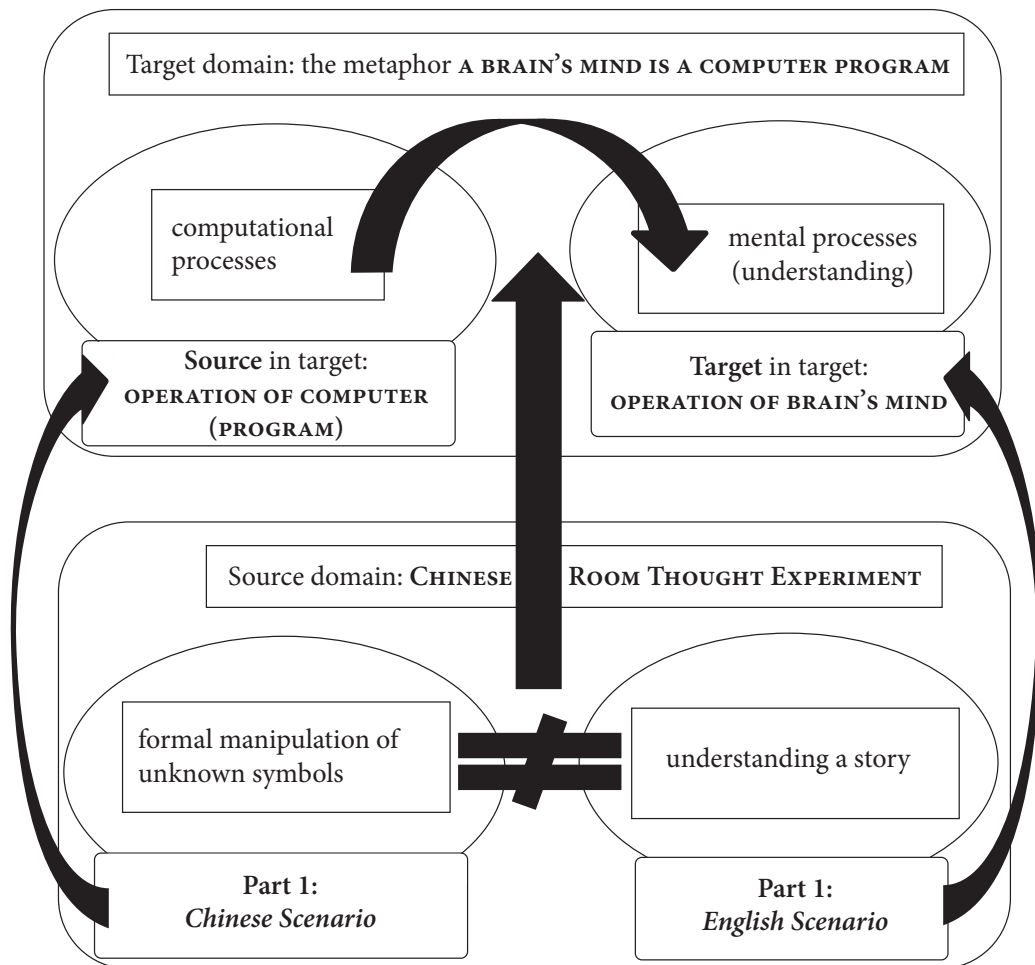 Target domain: the metaphor A BRAIN’S MIND IS A COMPUTER PROGRAM
computational
processes
mental processes
(understanding)
Source in target:
OPERATION OF COMPUTER
(PROGRAM)
Target in target:
OPERATION OF BRAIN’S MIND
Source domain: CHINESE ROOM THOUGHT EXPERIMENT
formal manipulation of
unknown symbols
understanding a story
Part 1:
Chinese Scenario
Part 1:
English Scenario